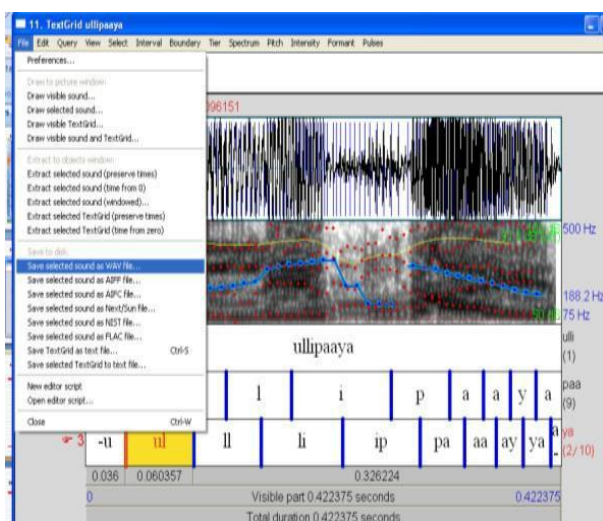 11. TextGrid ullipaaya
File Edit Query View Select Interval Boundary Tier Spectrum Pitch Intensity Formant Pulses
Preferences...
Draw to picture window:
Draw visible sound...
Draw selected sound...
Draw visible TextGrid...
Draw visible sound and TextGrid...
Extract to objects window:
Extract selected sound (preserve times)
Extract selected sound (time from 0)
Extract selected sound (windowed)...
Extract selected TextGrid (preserve times)
Extract selected TextGrid (time from zero)
Save to disk:
Save selected sound as WAV file...
Save selected sound as AIFF file...
Save selected sound as AIFC file...
Save selected sound as Next/Sun file...
Save selected sound as NIST file...
Save selected sound as FLAC file...
Save TextGrid as text file... Ctrl-S
Save selected TextGrid to text file...
New editor script
Open editor script...
Close Ctrl-W
096151
500 Hz
188.2 Hz
75 Hz
ullipaaya
ulli
(1)
l i p a a y a
paa
(9)
3 -u ul ll li ip pa aa ay ya a-
ya
(2/10)
0.036 0.060357 0.326224
0 Visible part 0.422375 seconds 0.422375
Total duration 0.422375 seconds